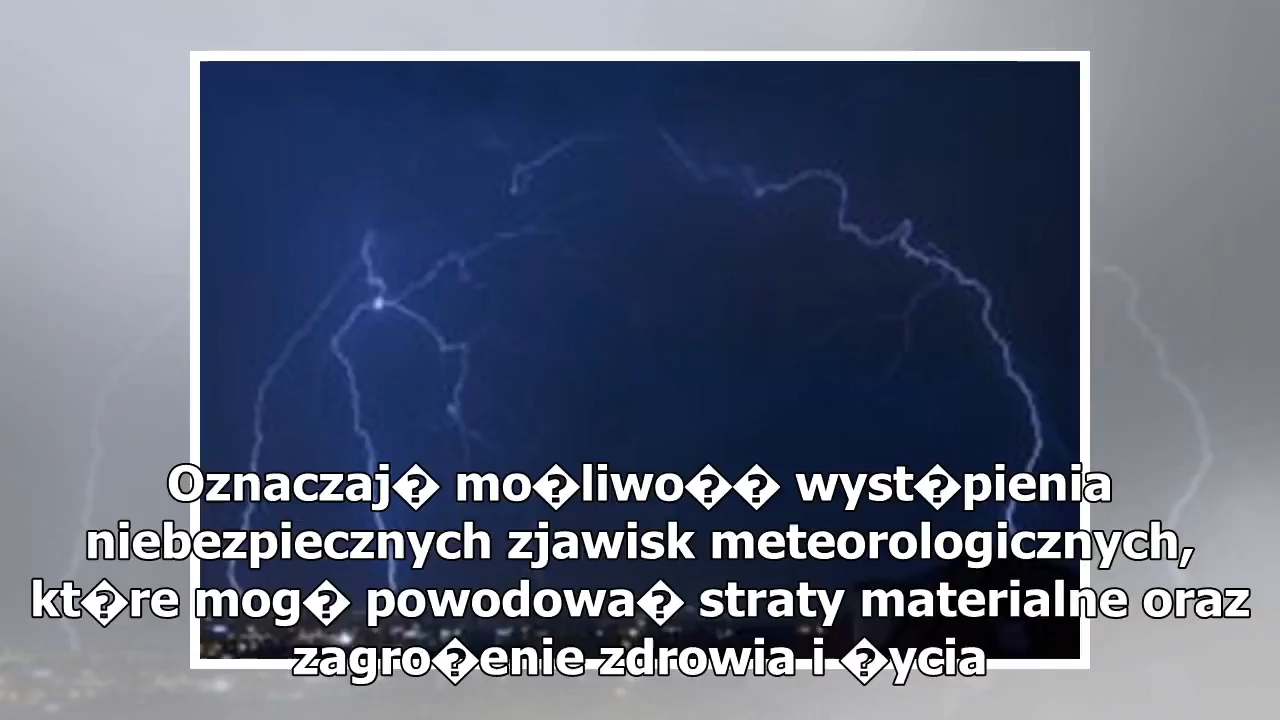 Oznaczaj� mo�liwo�� wyst�pienia
niebezpiecznych zjawisk meteorologicznych,
kt�re mog� powodowa� straty materialne oraz
zagro�enie zdrowia i �ycia